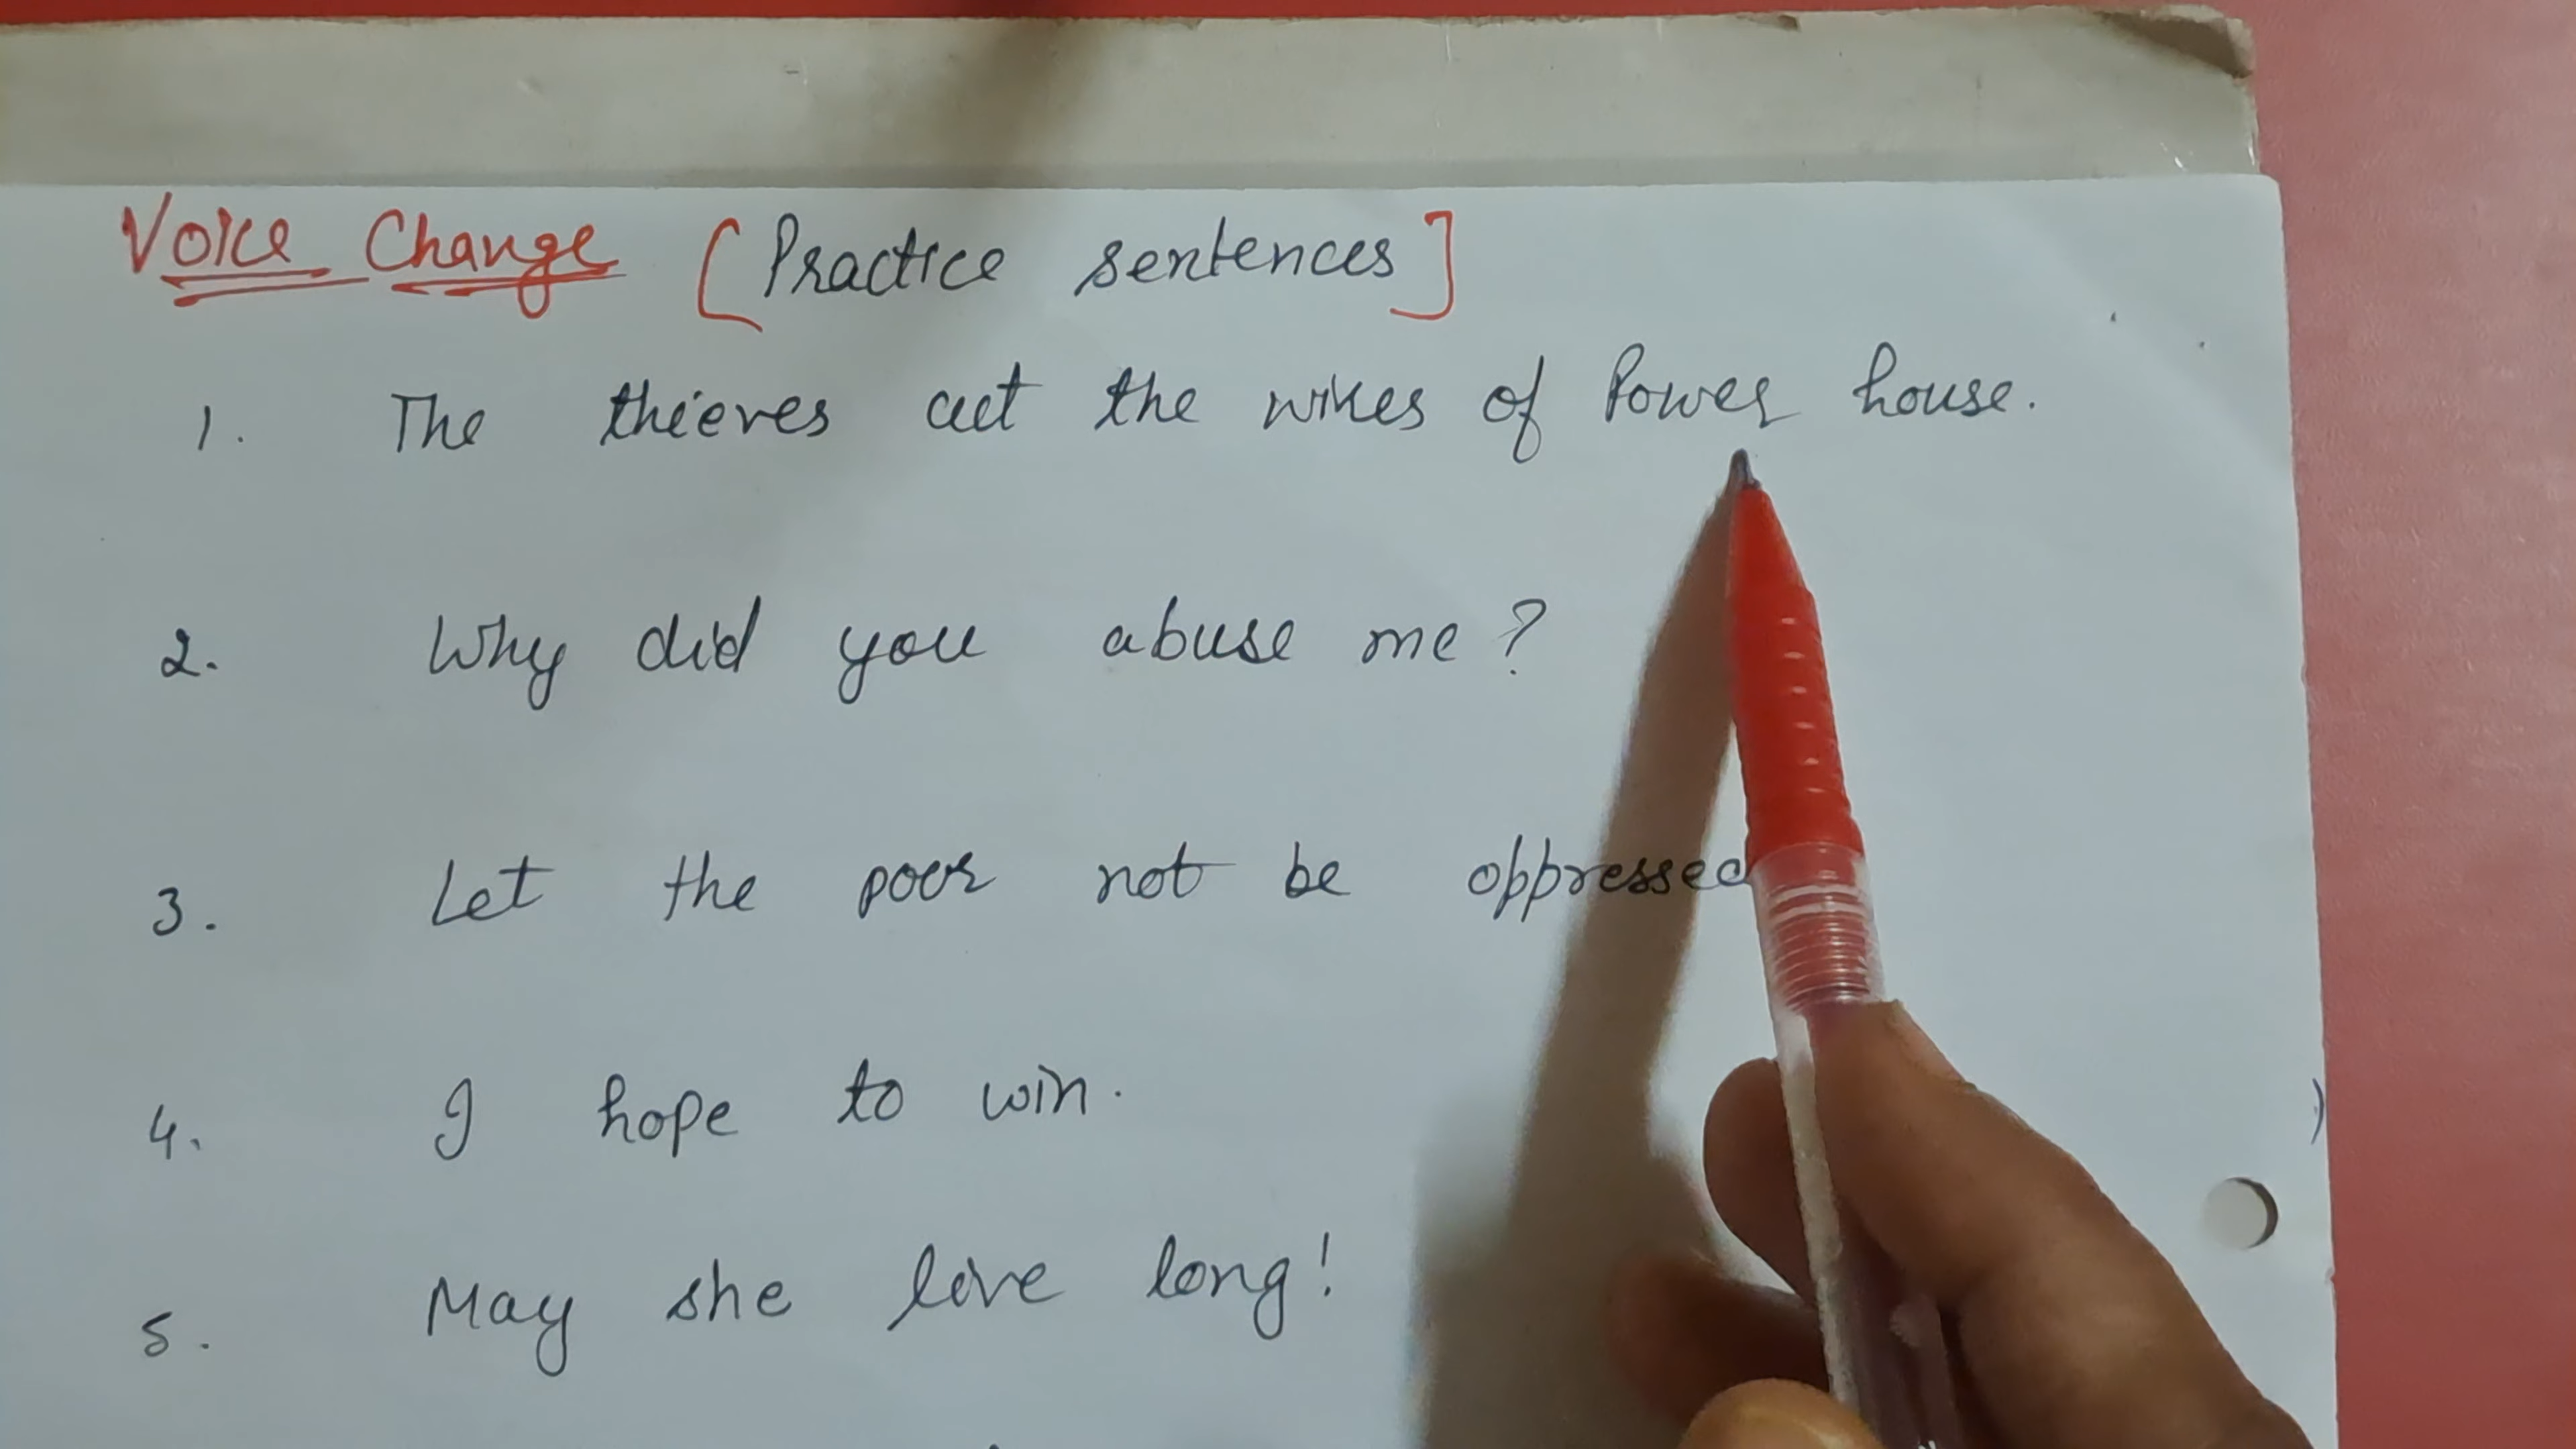 Voice Change [Practice sentences]
1. The thieves cut the wires of Power house.
2. Why did you abuse me?
3. Let the poor not be oppressed
4. I hope to win.
5. May she live long!